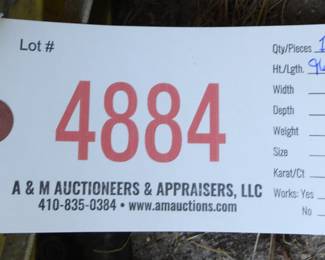 Lot #
4884
A & M AUCTIONEERS & APPRAISERS, LLC
410-835-0384 • www.amauctions.com
Qty/Pieces 1
Ht./Lgth.
Width
Depth
Weight
Size
Karat/Ct
Works: Yes
No